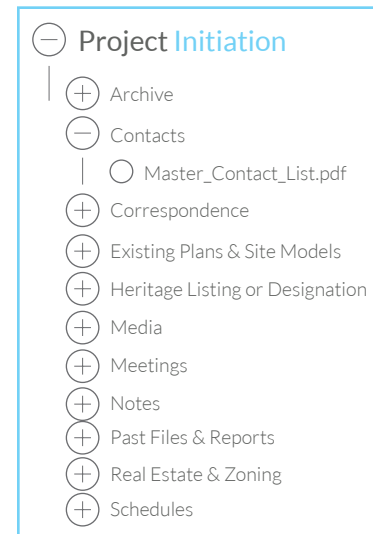 Project Initiation
Archive
Contacts
Master_Contact_List.pdf
Correspondence
Existing Plans & Site Models
Heritage Listing or Designation
Media
Meetings
Notes
Past Files & Reports
Real Estate & Zoning
Schedules